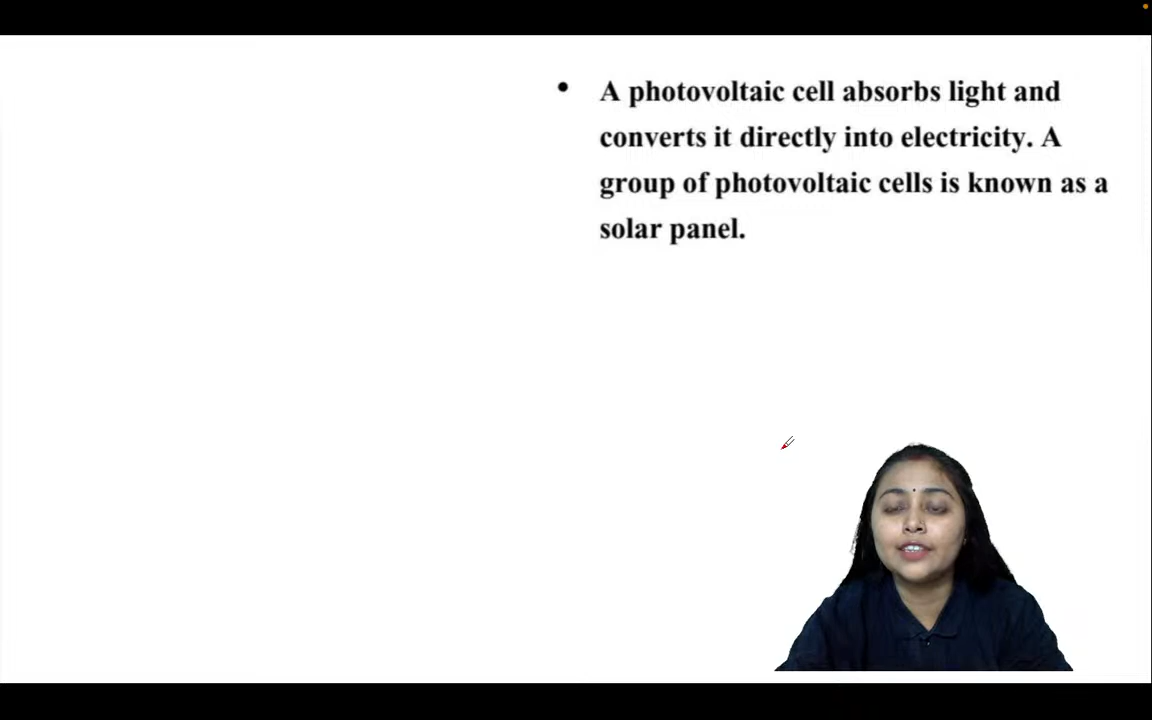 • A photovoltaic cell absorbs light and
converts it directly into electricity. A
group of photovoltaic cells is known as a
solar panel.